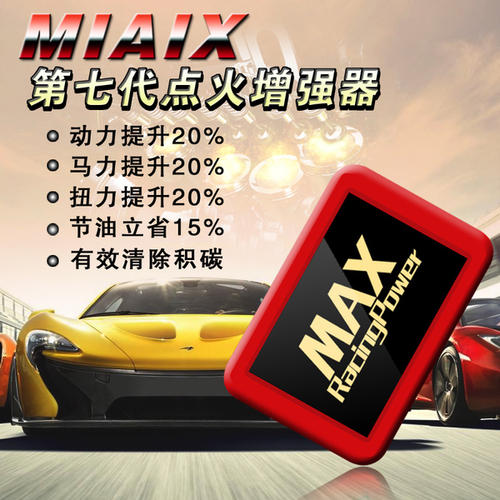 MIAIX
第七代点火增强器
动力提升20%
马力提升20%
扭力提升20%
节油立省15%
有效清除积碳
MAX
RacingPower